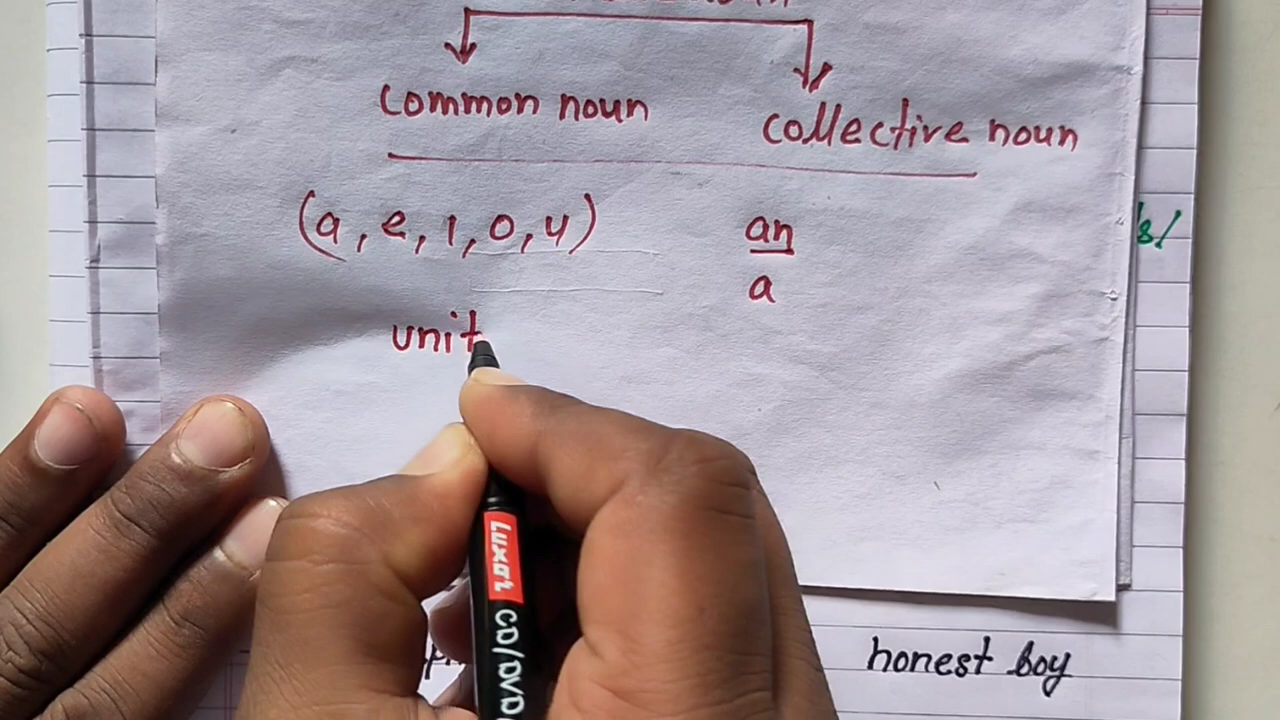 common noun
collective noun
(a, e, i, o, u)
an
a
unit
/s/
Luxor
CD/DVD
honest boy